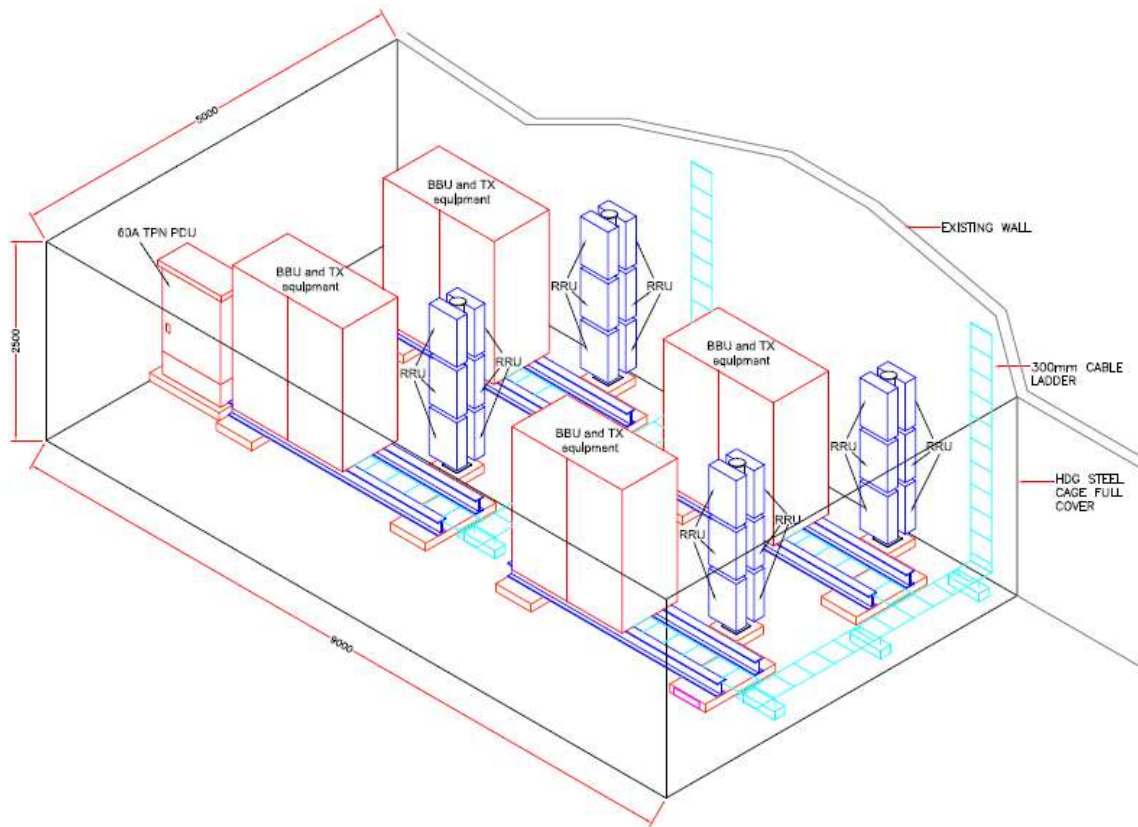 5000
2500
9000
60A TPN PDU
BBU and TX
equipment
BBU and TX
equipment
BBU and TX
equipment
BBU and TX
equipment
RRU
RRU
RRU
RRU
RRU
RRU
RRU
RRU
EXISTING WALL
300mm CABLE
LADDER
HDG STEEL
CAGE FULL
COVER